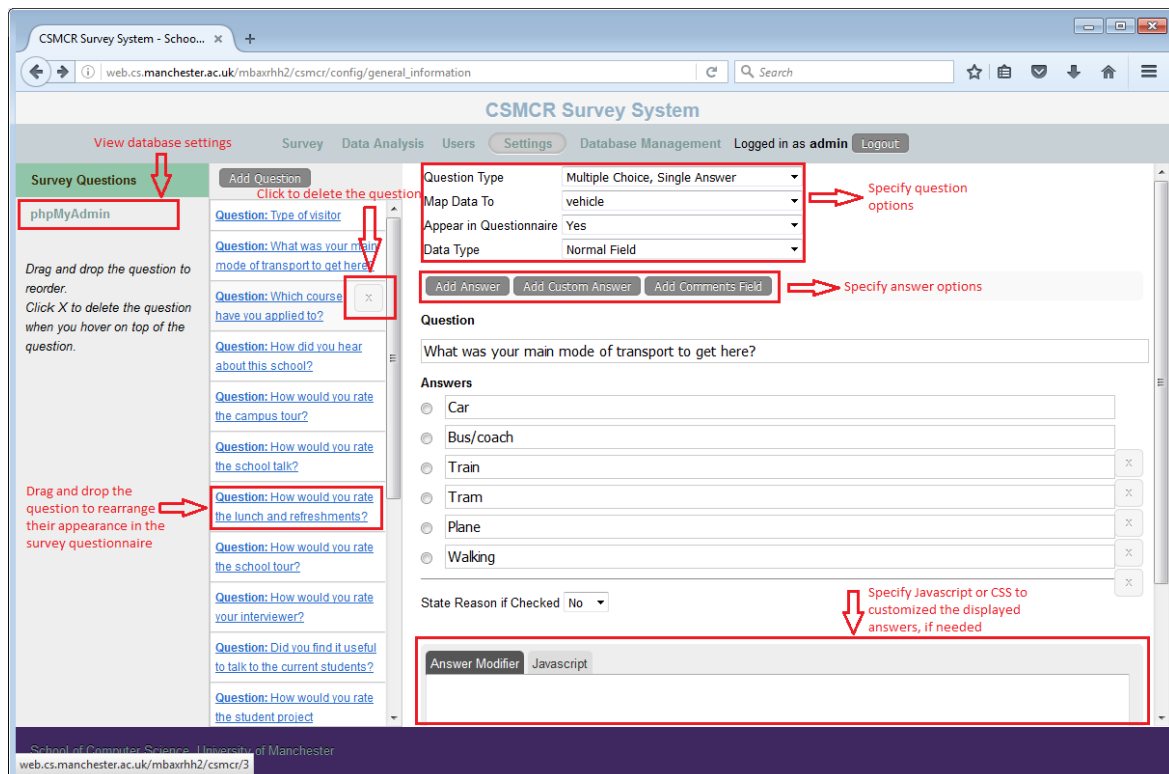 CSMCR Survey System - Schoo... × +
web.cs.manchester.ac.uk/mbaxrhh2/csmcr/config/general_information
Search
CSMCR Survey System
View database settings
Survey Data Analysis Users Settings Database Management Logged in as admin Logout
Survey Questions
phpMyAdmin
Drag and drop the question to
reorder.
Click X to delete the question
when you hover on top of the
question.
Drag and drop the
question to rearrange
their appearance in the
survey questionnaire
Add Question
Click to delete the question
Question: Type of visitor
Question: What was your main
mode of transport to get here?
Question: Which course
have you applied to?
x
Question: How did you hear
about this school?
Question: How would you rate
the campus tour?
Question: How would you rate
the school talk?
Question: How would you rate
the lunch and refreshments?
Question: How would you rate
the school tour?
Question: How would you rate
your interviewer?
Question: Did you find it useful
to talk to the current students?
Question: How would you rate
the student project
Question Type Multiple Choice, Single Answer
Map Data To vehicle
Appear in Questionnaire Yes
Data Type Normal Field
Specify question
options
Add Answer Add Custom Answer Add Comments Field
Specify answer options
Question
What was your main mode of transport to get here?
Answers
Car
Bus/coach
Train x
Tram x
Plane x
Walking x
x
State Reason if Checked No
Specify Javascript or CSS to
customized the displayed
answers, if needed
Answer Modifier Javascript
School of Computer Science, University of Manchester
web.cs.manchester.ac.uk/mbaxrhh2/csmcr/3